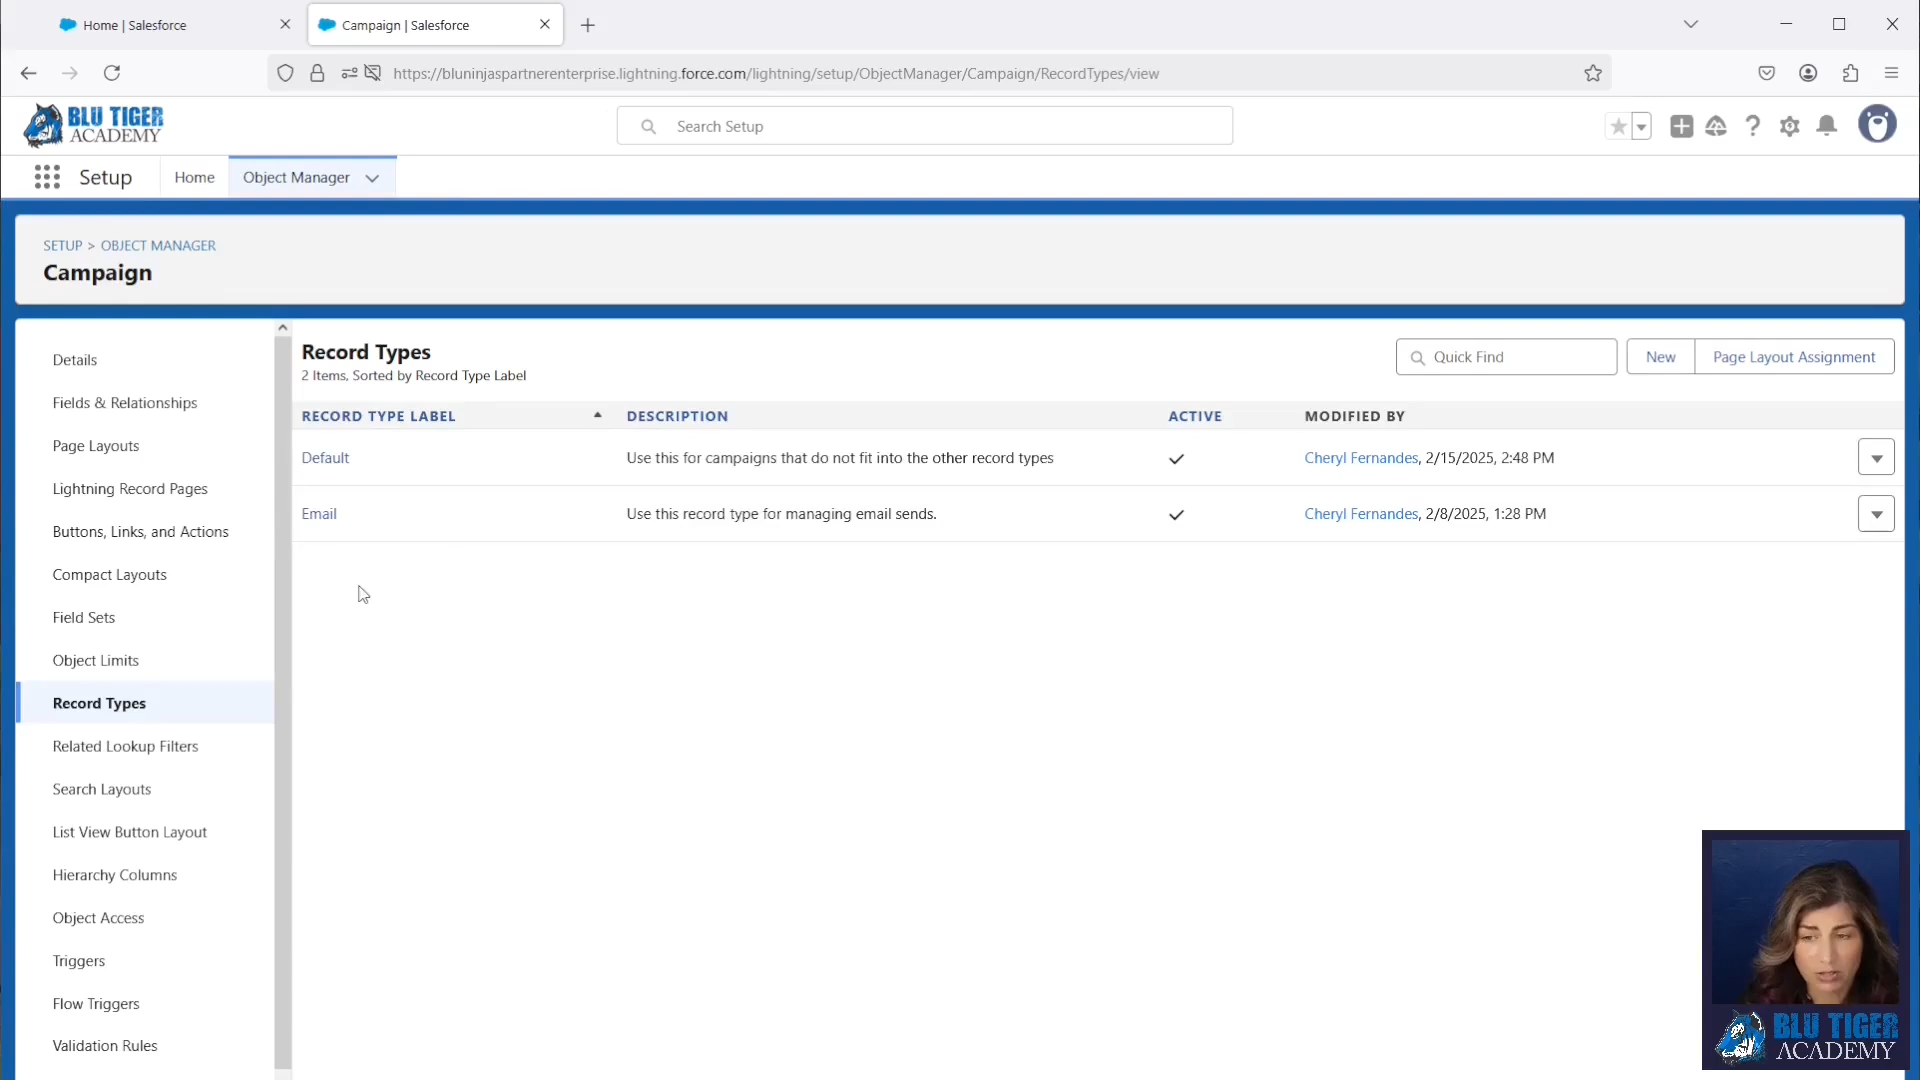 Home | Salesforce
Campaign | Salesforce
https://bluninjaspartnerenterprise.lightning.force.com/lightning/setup/ObjectManager/Campaign/RecordTypes/view
BLU TIGER
ACADEMY
Search Setup
Setup
Home
Object Manager
SETUP > OBJECT MANAGER
Campaign
Details
Fields & Relationships
Page Layouts
Lightning Record Pages
Buttons, Links, and Actions
Compact Layouts
Field Sets
Object Limits
Record Types
Related Lookup Filters
Search Layouts
List View Button Layout
Hierarchy Columns
Object Access
Triggers
Flow Triggers
Validation Rules
Record Types
2 Items, Sorted by Record Type Label
Quick Find
New
Page Layout Assignment
RECORD TYPE LABEL DESCRIPTION ACTIVE MODIFIED BY
Default Use this for campaigns that do not fit into the other record types Cheryl Fernandes, 2/15/2025, 2:48 PM
Email Use this record type for managing email sends. Cheryl Fernandes, 2/8/2025, 1:28 PM
BLU TIGER
ACADEMY